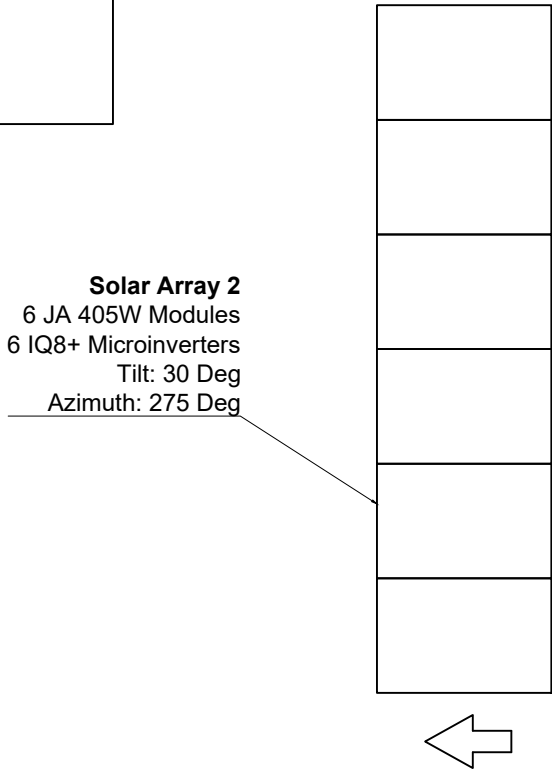 Solar Array 2
6 JA 405W Modules
6 IQ8+ Microinverters
Tilt: 30 Deg
Azimuth: 275 Deg